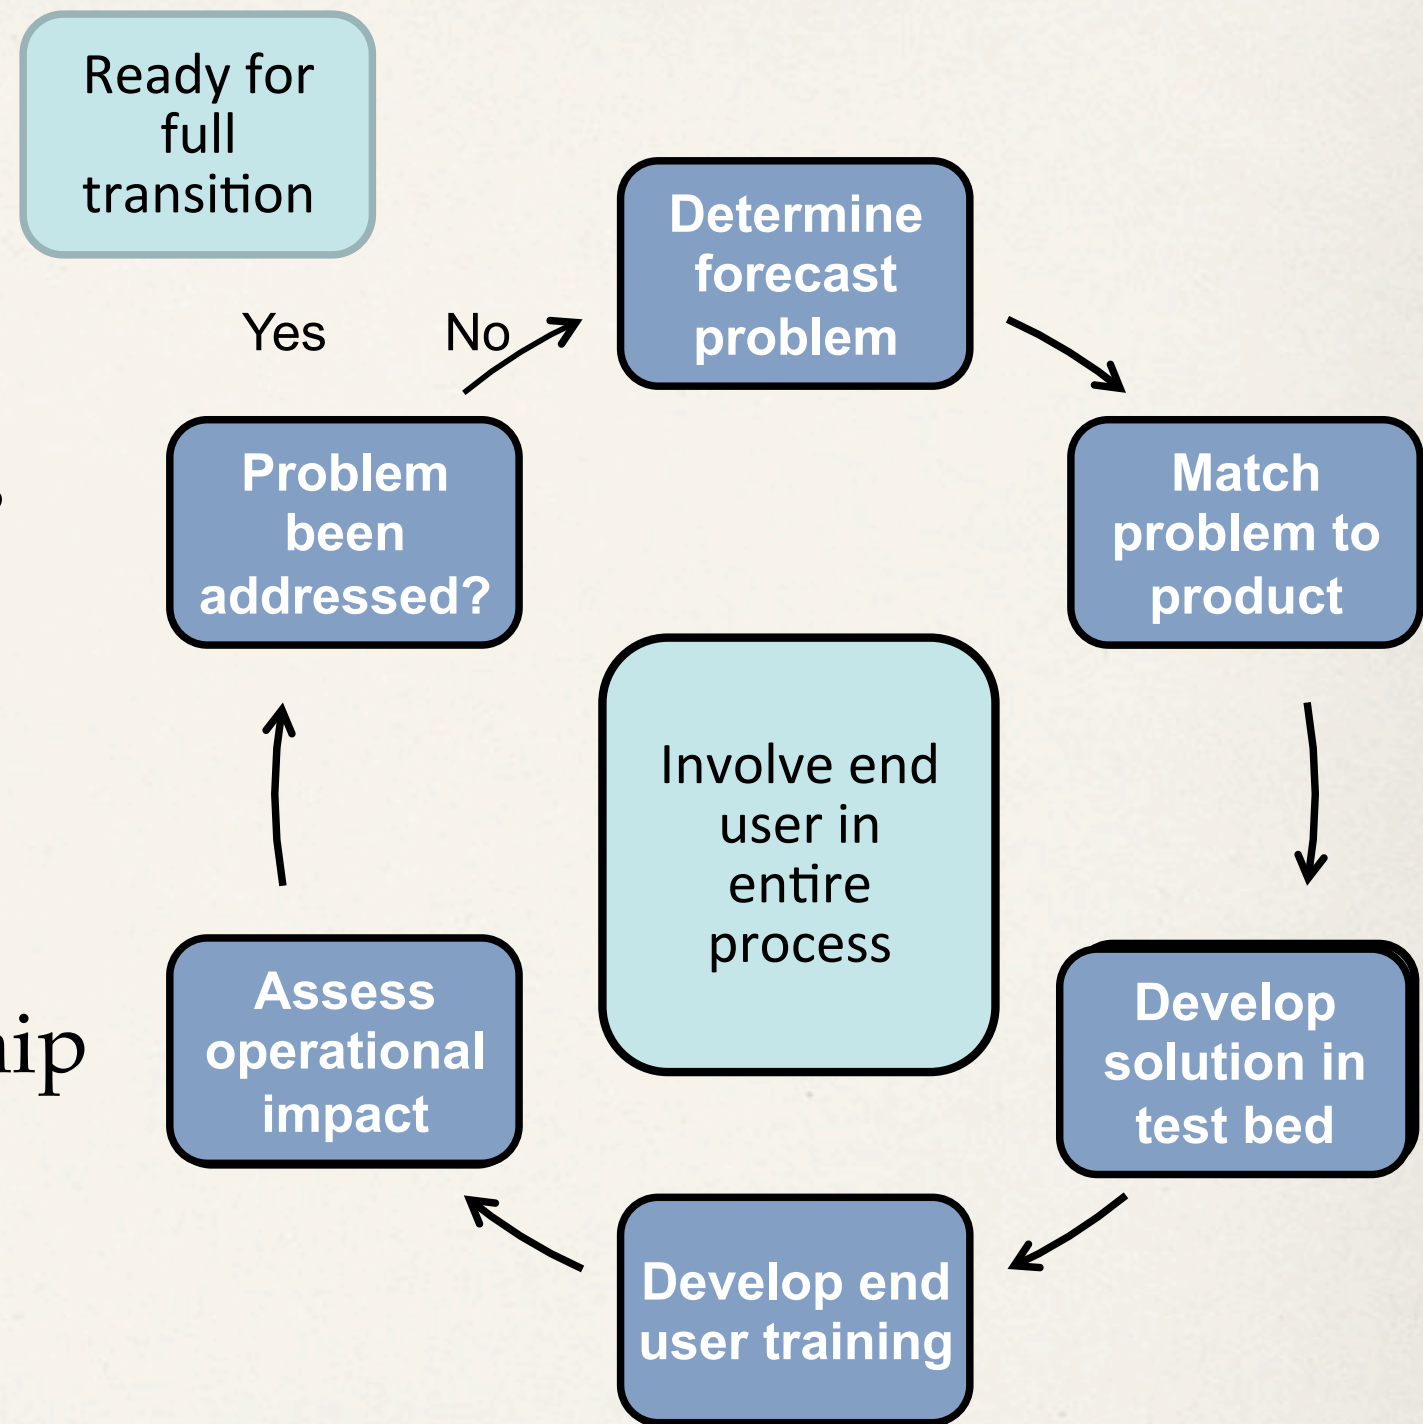 Ready for
full
transition
Determine
forecast
problem
Yes
No
Problem
been
addressed?
Match
problem to
product
Involve end
user in
entire
process
Assess
operational
impact
Develop
solution in
test bed
Develop end
user training